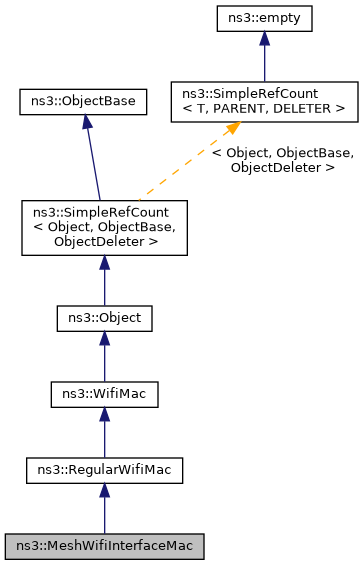 ns3::empty
ns3::ObjectBase
ns3::SimpleRefCount
< T, PARENT, DELETER >
< Object, ObjectBase,
ObjectDeleter >
ns3::SimpleRefCount
< Object, ObjectBase,
ObjectDeleter >
ns3::Object
ns3::WifiMac
ns3::RegularWifiMac
ns3::MeshWifiInterfaceMac